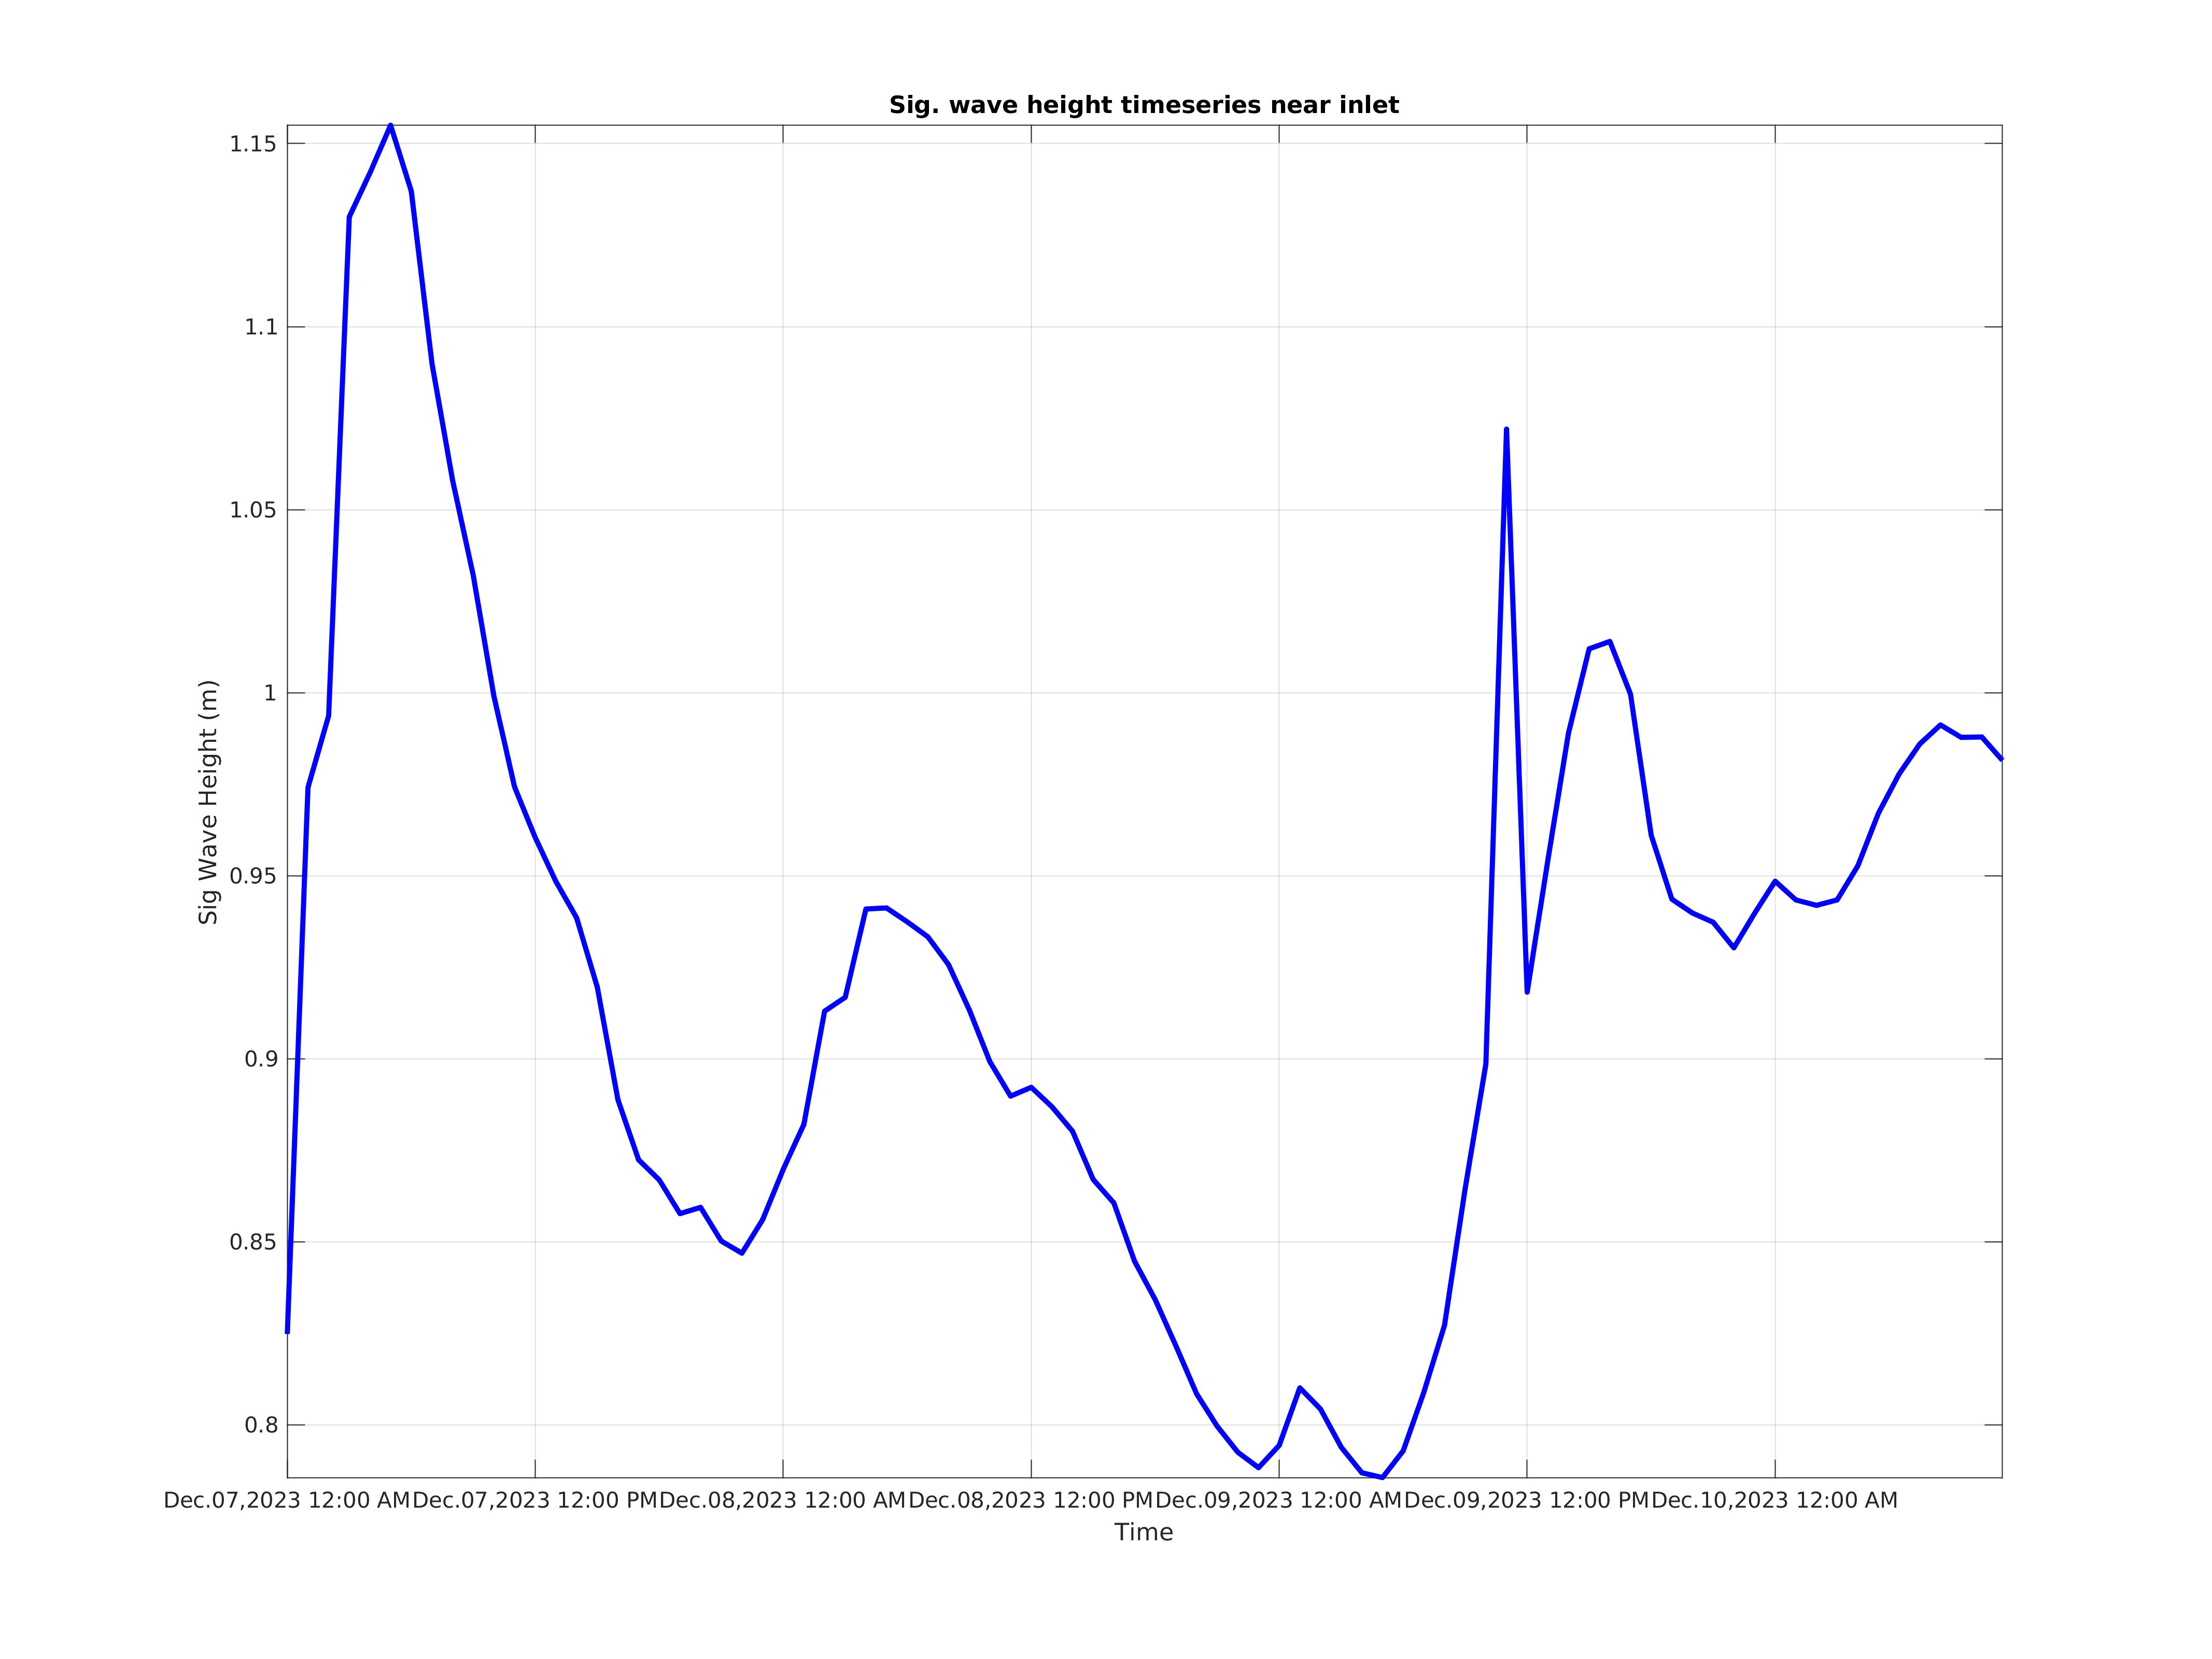 Sig. wave height timeseries near inlet
1.15
1.1
1.05
1
0.95
0.9
0.85
0.8
Sig Wave Height (m)
Dec.07,2023 12:00 AM Dec.07,2023 12:00 PM Dec.08,2023 12:00 AM Dec.08,2023 12:00 PM Dec.09,2023 12:00 AM Dec.09,2023 12:00 PM Dec.10,2023 12:00 AM
Time